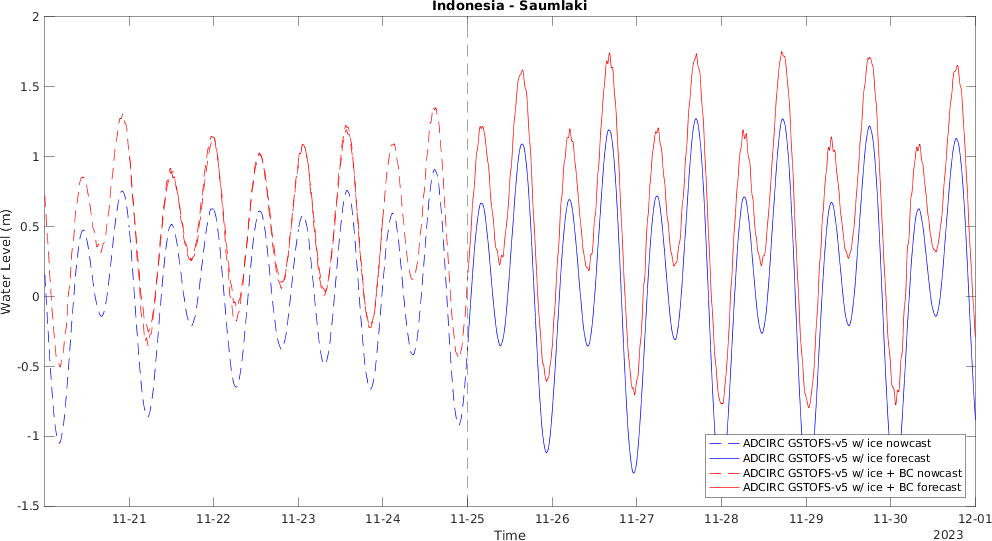 Indonesia - Saumlaki
2
1.5
1
0.5
0
-0.5
-1
-1.5
Water Level (m)
ADCIRC GSTOFS-v5 w/ ice nowcast
ADCIRC GSTOFS-v5 w/ ice forecast
ADCIRC GSTOFS-v5 w/ ice + BC nowcast
ADCIRC GSTOFS-v5 w/ ice + BC forecast
11-21 11-22 11-23 11-24 11-25 11-26 11-27 11-28 11-29 11-30 12-01
Time
2023